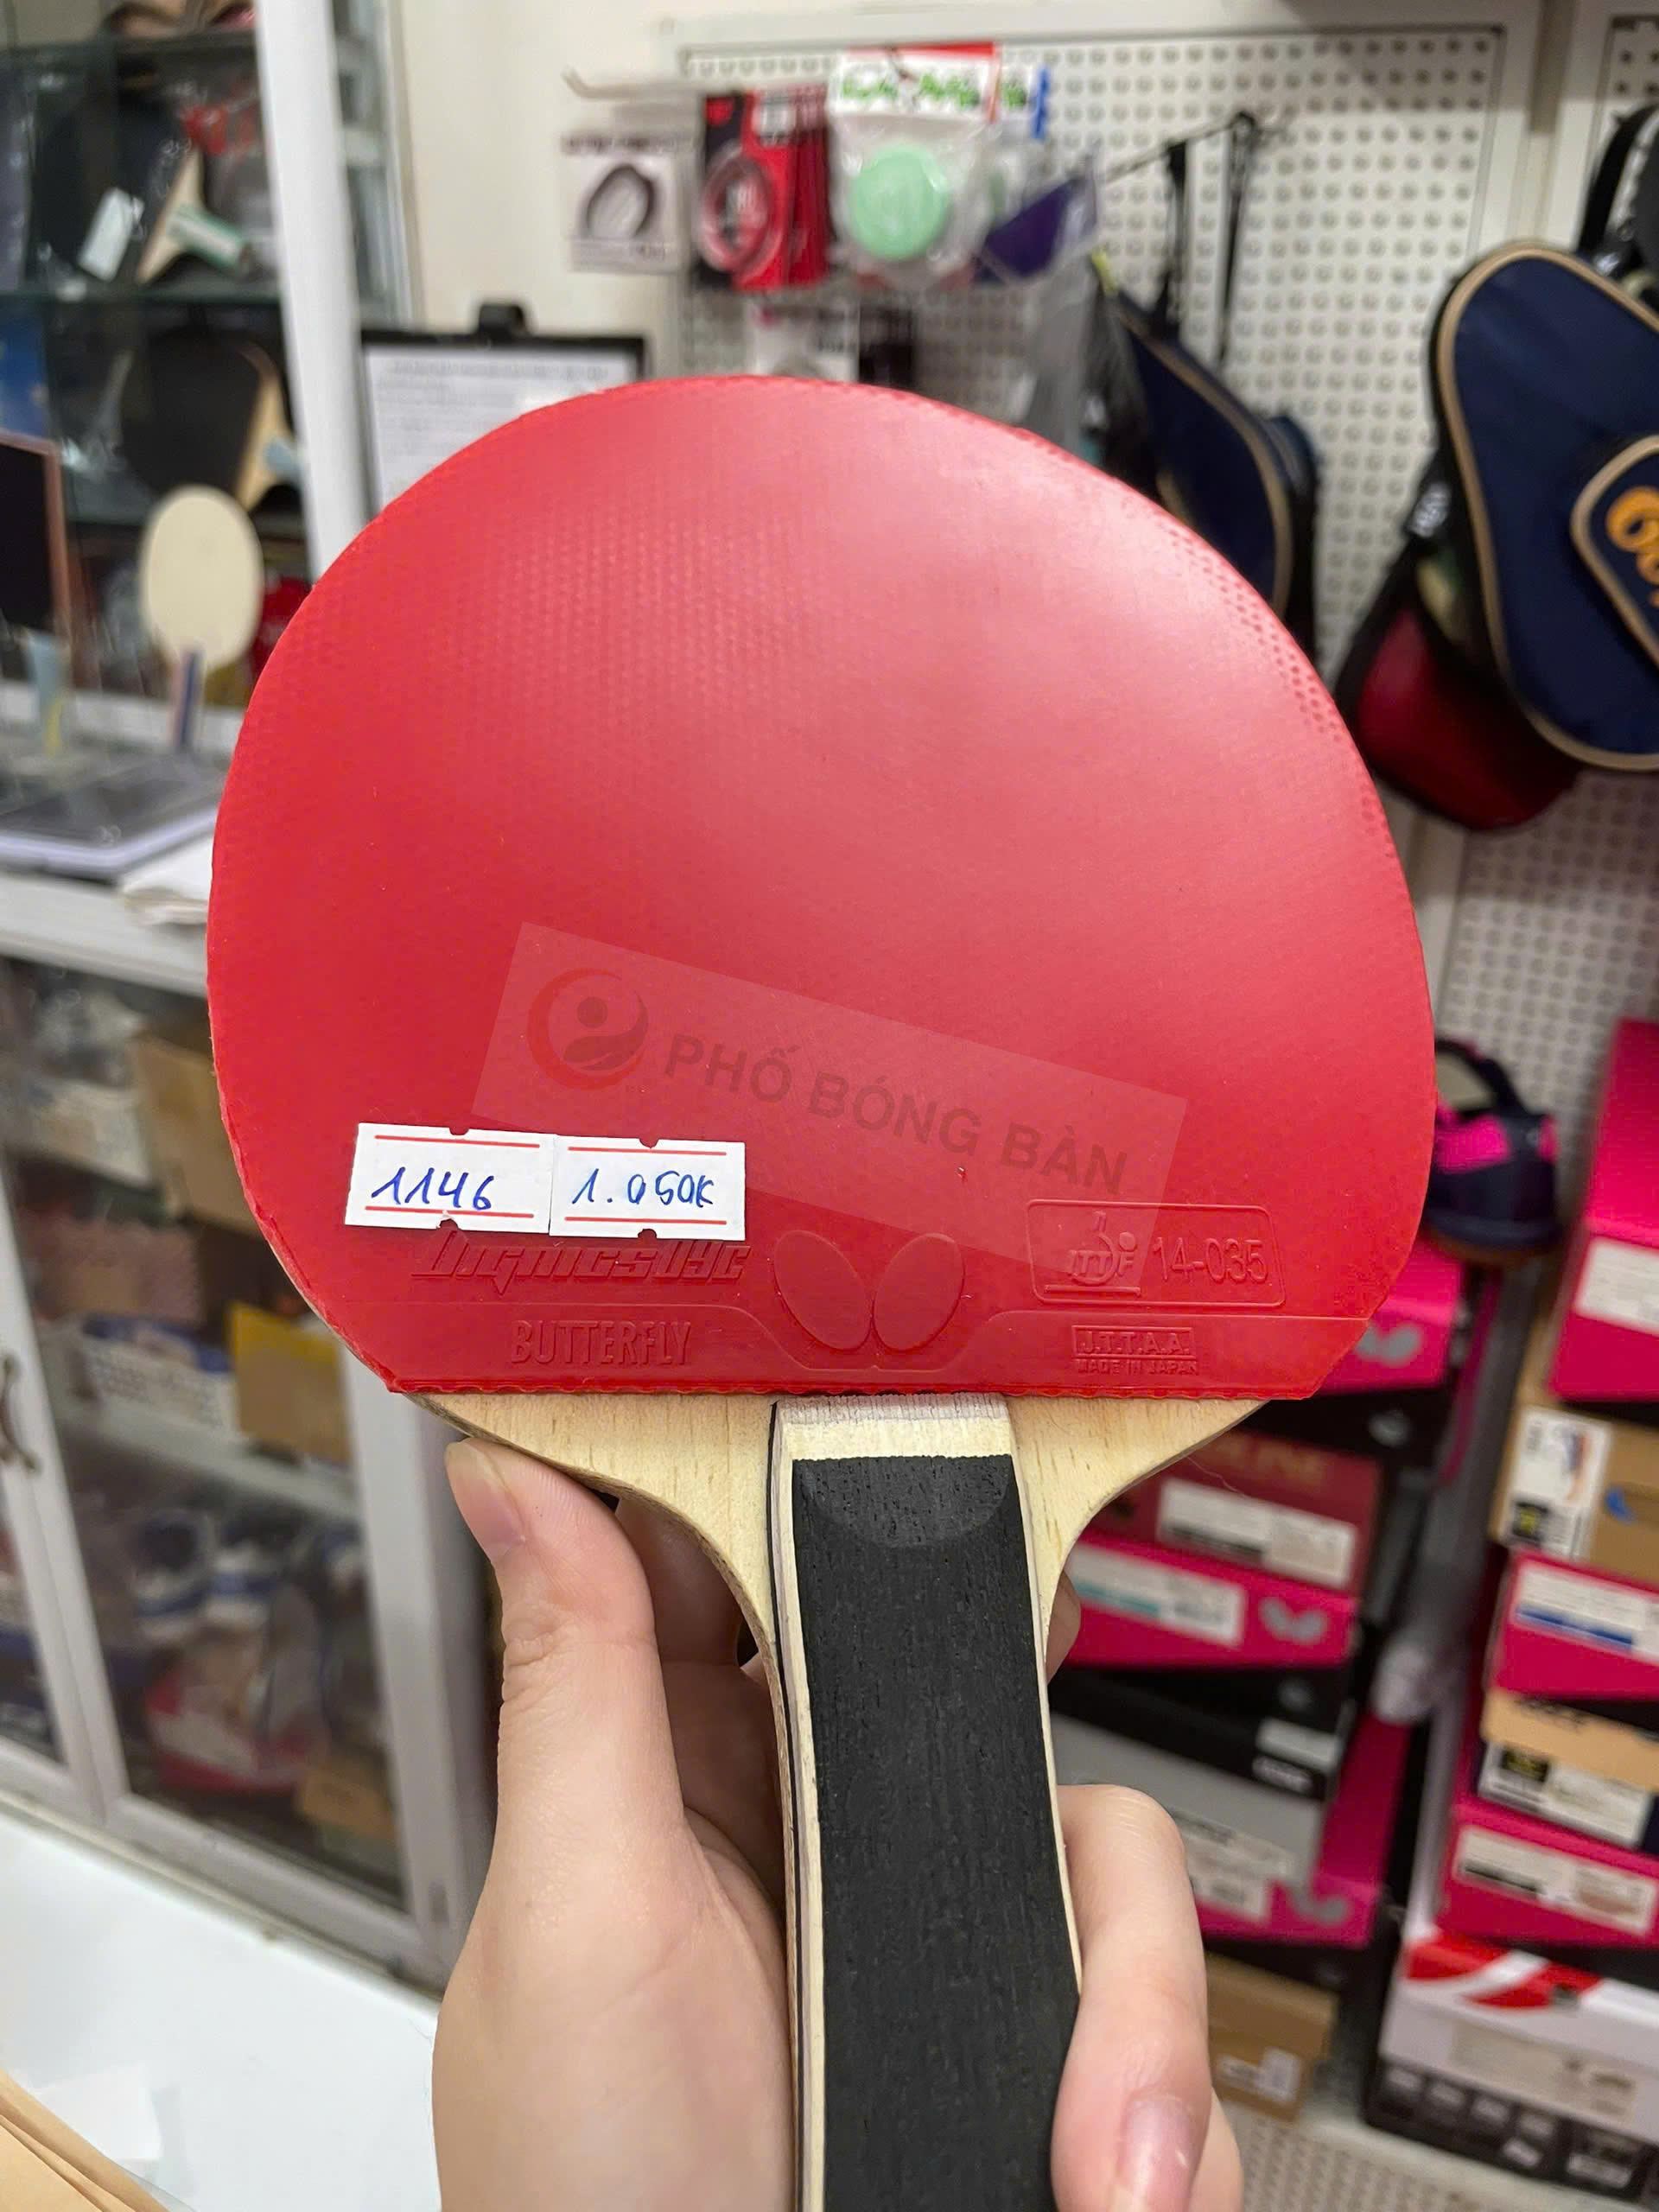 PHỐ BÓNG BÀN
1146
1.050K
Dignics 09C
BUTTERFLY
ITTF 14-035
J.T.T.A.A.
MADE IN JAPAN